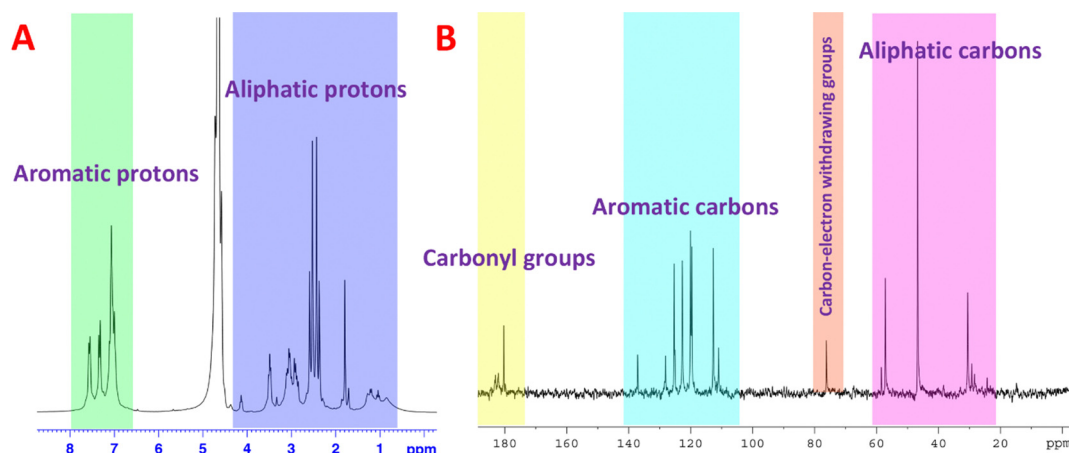 A
Aliphatic protons
Aromatic protons
8 7 6 5 4 3 2 1 ppm
B
Aliphatic carbons
Carbon-electron withdrawing groups
Aromatic carbons
Carbonyl groups
180 160 140 120 100 80 60 40 20 ppm